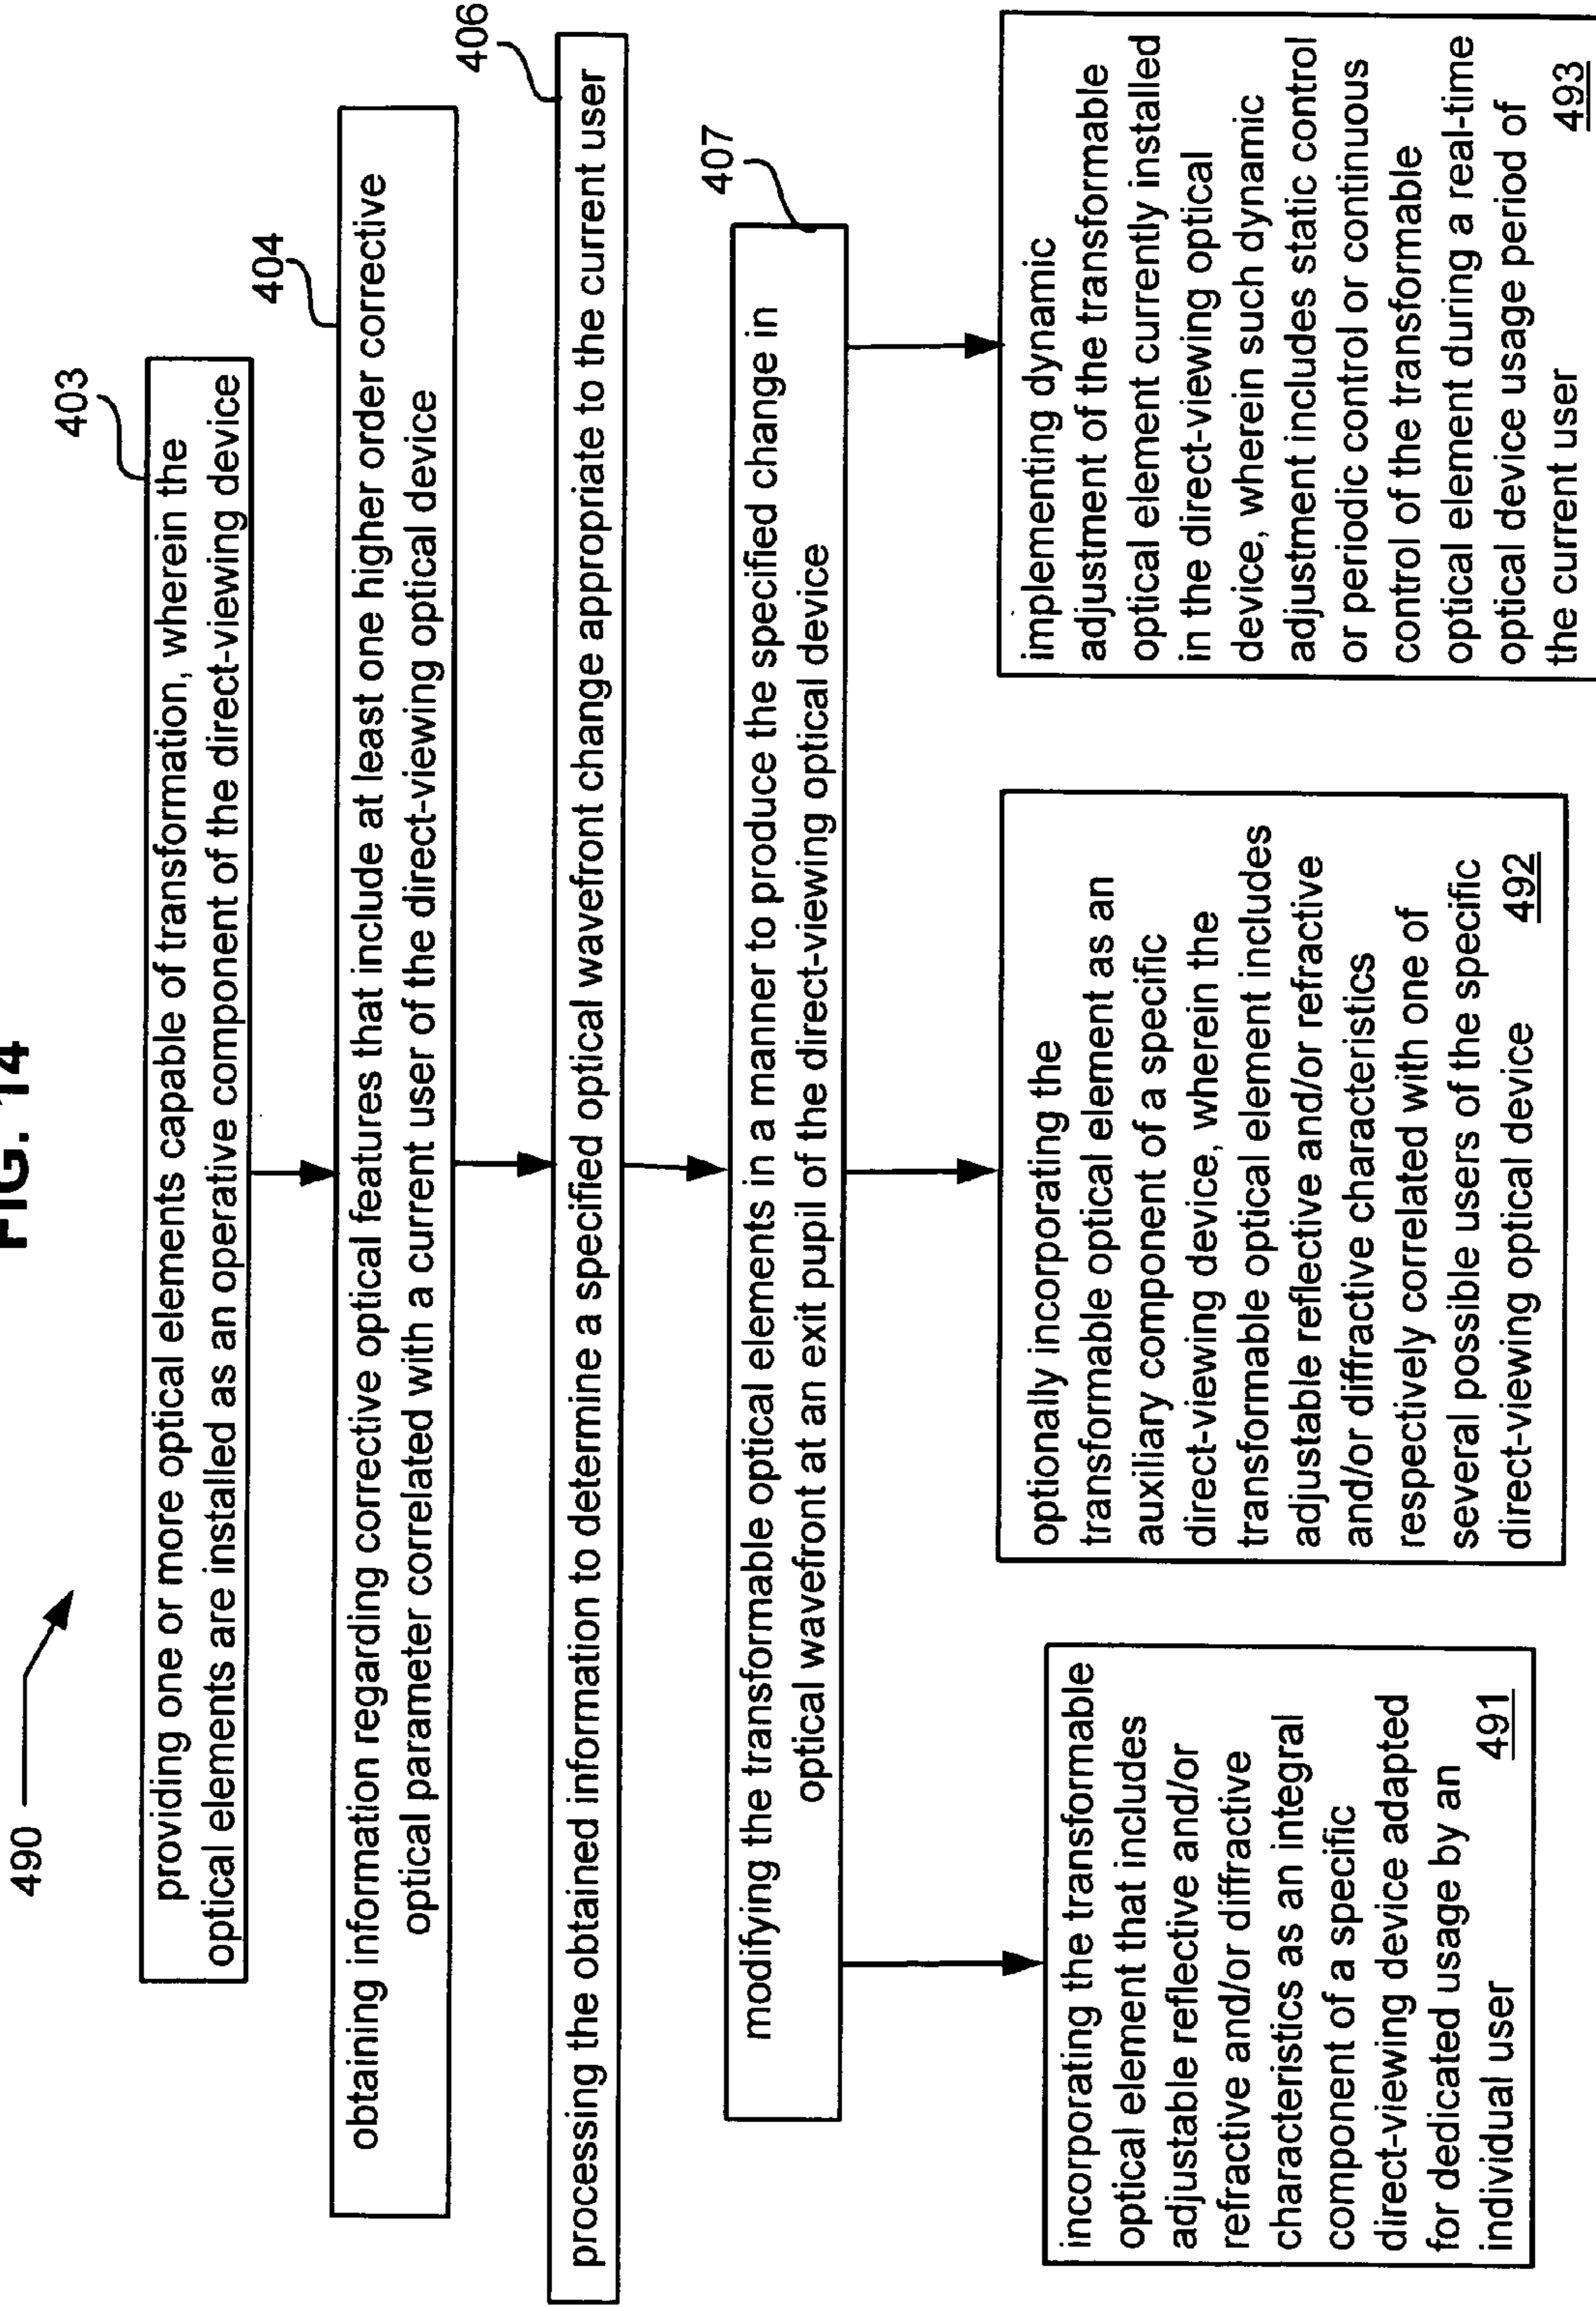 FIG. 14
490
403
providing one or more optical elements capable of transformation, wherein the
optical elements are installed as an operative component of the direct-viewing device
404
obtaining information regarding corrective optical features that include at least one higher order corrective
optical parameter correlated with a current user of the direct-viewing optical device
406
processing the obtained information to determine a specified optical wavefront change appropriate to the current user
407
modifying the transformable optical elements in a manner to produce the specified change in
optical wavefront at an exit pupil of the direct-viewing optical device
incorporating the transformable
optical element that includes
adjustable reflective and/or
refractive and/or diffractive
characteristics as an integral
component of a specific
direct-viewing device adapted
for dedicated usage by an
individual user
491
optionally incorporating the
transformable optical element as an
auxiliary component of a specific
direct-viewing device, wherein the
transformable optical element includes
adjustable reflective and/or refractive
and/or diffractive characteristics
respectively correlated with one of
several possible users of the specific
direct-viewing optical device
492
implementing dynamic
adjustment of the transformable
optical element currently installed
in the direct-viewing optical
device, wherein such dynamic
adjustment includes static control
or periodic control or continuous
control of the transformable
optical element during a real-time
optical device usage period of
the current user
493